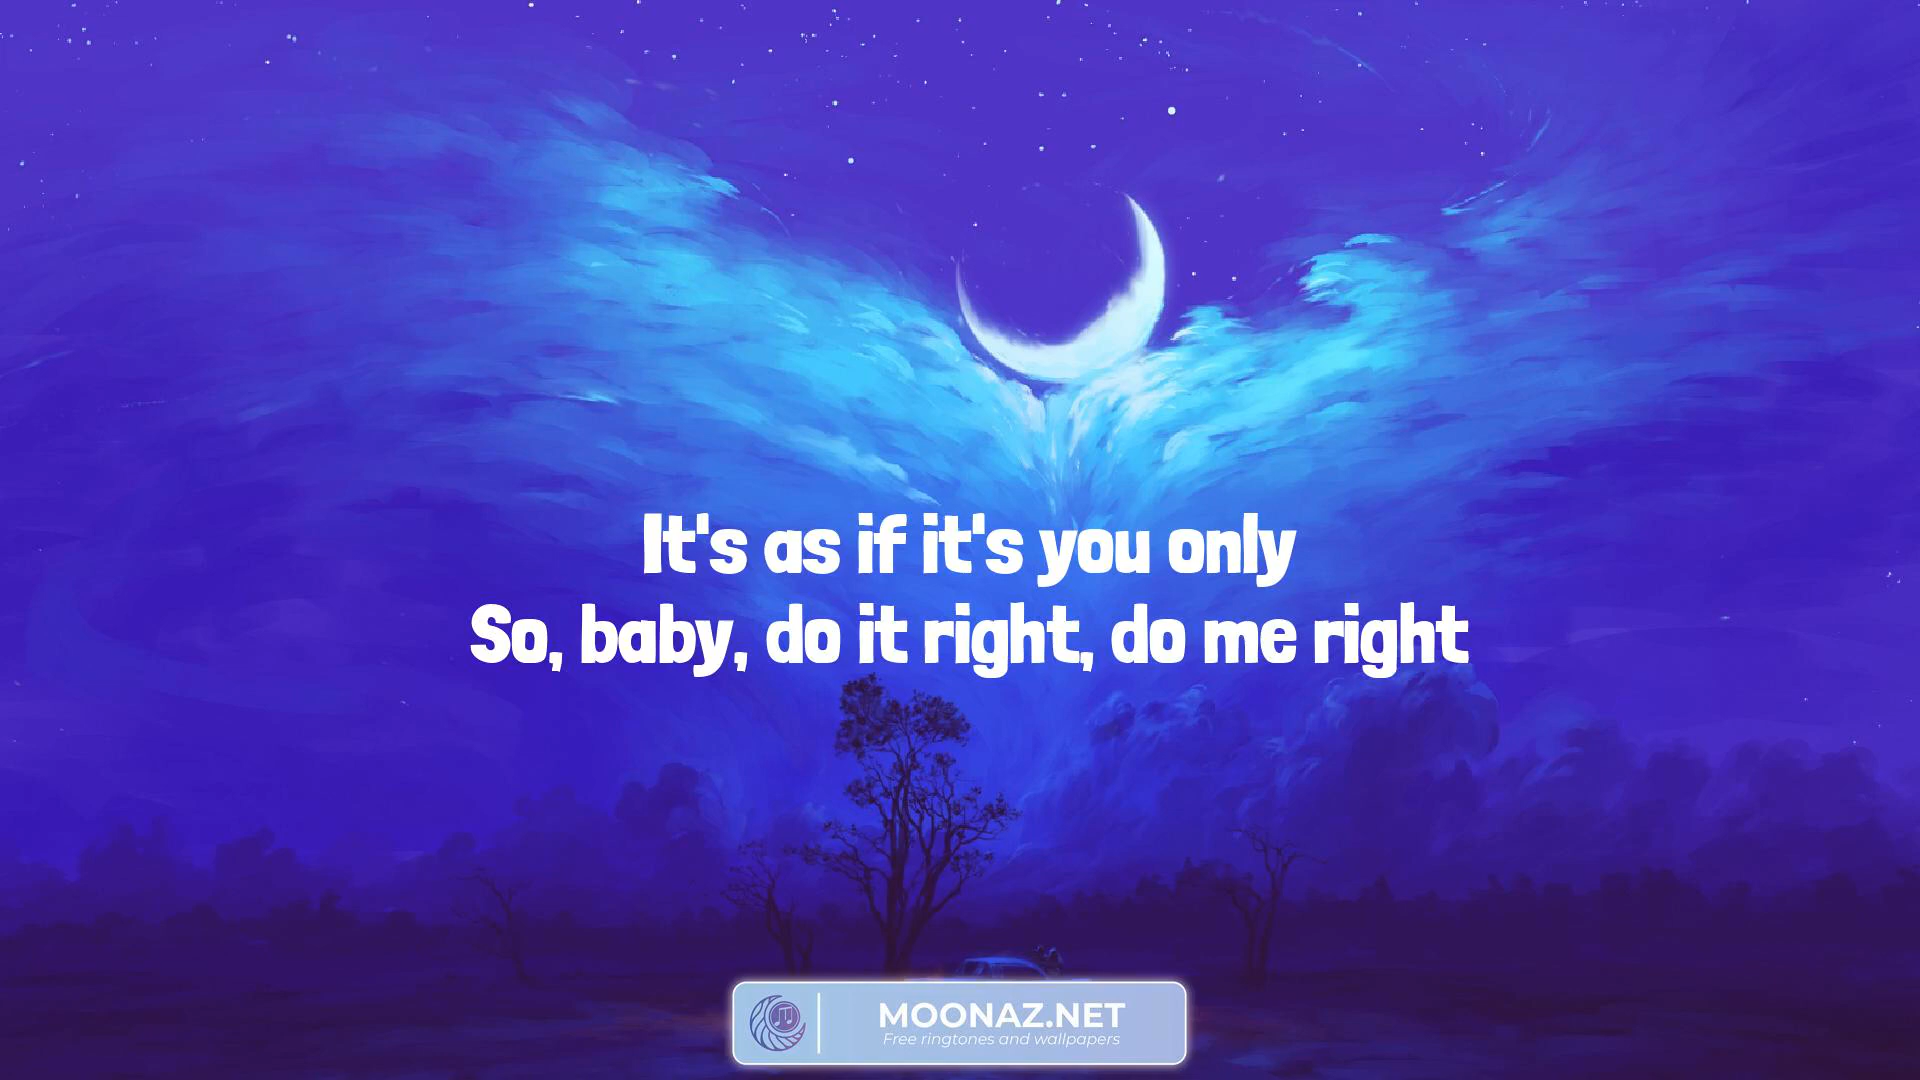 It's as if it's you only
So, baby, do it right, do me right
MOONAZ.NET
Free ringtones and wallpapers